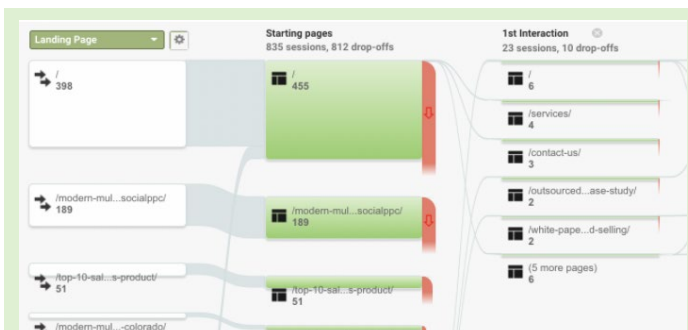 Landing Page
Starting pages
835 sessions, 812 drop-offs
1st Interaction
23 sessions, 10 drop-offs
/
398
/
455
/
6
/services/
4
/contact-us/
3
/modern-mul...socialppc/
189
/modern-mul...socialppc/
189
/outsourced...ase-study/
2
/white-pape...d-selling/
2
(5 more pages)
6
/top-10-sal...s-product/
51
/top-10-sal...s-product/
51
/modern-mul...-colorado/